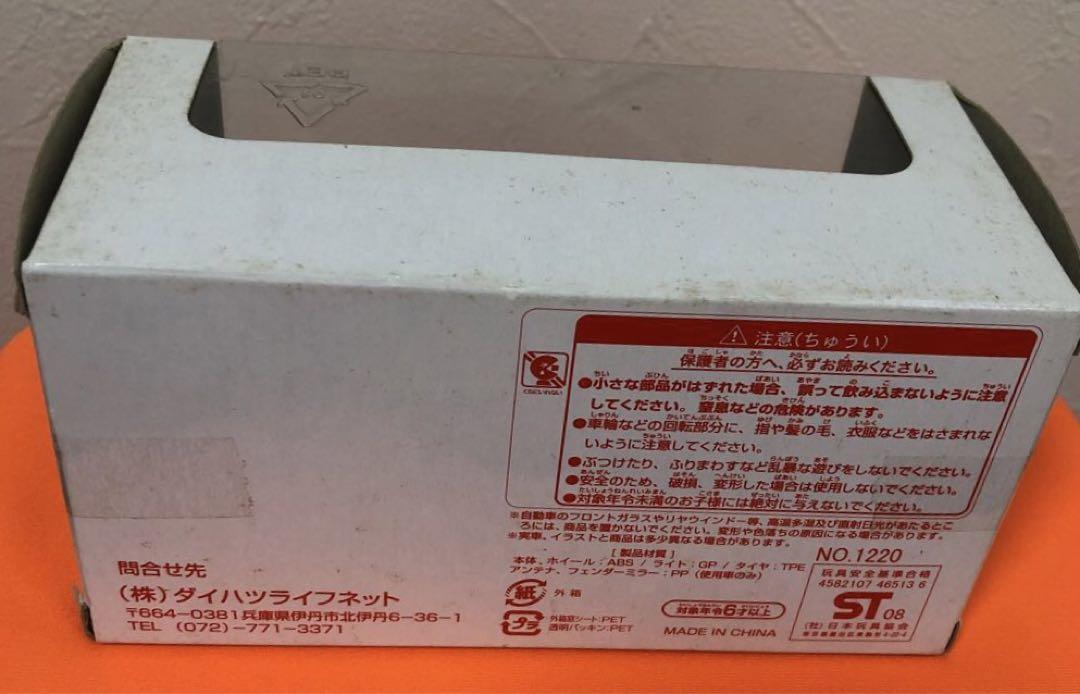 注意(ちゅうい)
保護者の方へ、必ずお読みください。
●小さな部品がはずれた場合、誤って飲み込まないように注意
してください。窒息などの危険があります。
●車輪などの回転部分に、指や髪の毛、衣服などをはさまれな
いように注意してください。
●ぶつけたり、ふりまわすなど乱暴な遊びをしないでください。
●安全のため、破損、変形した場合は使用しないでください。
●対象年令未満のお子様には絶対に与えないでください。
※自動車のフロントガラスやリヤウインドー等、高温多湿及び直射日光があたるとこ
ろには、商品を置かないでください。変形や色落ちの原因になる場合があります。
※実車、イラストと商品は多少異なる場合があります。
[製品材質]
本体、ホイール:ABS / ライト:GP / タイヤ:TPE
アンテナ、フェンダーミラー:PP (使用車のみ)
紙 外箱
プラ 外箱窓シート:PET
透明パッキン:PET
対象年令6才以上
MADE IN CHINA
NO.1220
玩具安全基準合格
4582107 46513 6
ST 08
(社)日本玩具協会
問合せ先
(株)ダイハツライフネット
〒664-0381兵庫県伊丹市北伊丹6-36-1
TEL (072)-771-3371